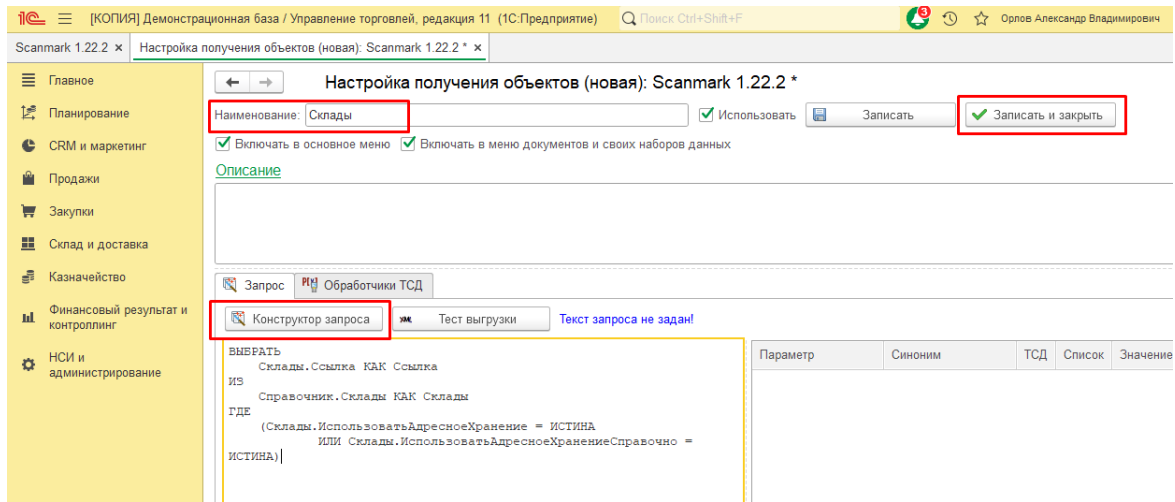 1С [КОПИЯ] Демонстрационная база / Управление торговлей, редакция 11 (1С:Предприятие) Поиск Ctrl+Shift+F 3 Орлов Александр Владимирович
Scanmark 1.22.2 × Настройка получения объектов (новая): Scanmark 1.22.2 * ×
Главное
Планирование
CRM и маркетинг
Продажи
Закупки
Склад и доставка
Казначейство
Финансовый результат и
контроллинг
НСИ и
администрирование
Настройка получения объектов (новая): Scanmark 1.22.2 *
Наименование: Склады Использовать Записать Записать и закрыть
Включать в основное меню Включать в меню документов и своих наборов данных
Описание
Запрос Обработчики ТСД
Конструктор запроса XML Тест выгрузки Текст запроса не задан!
ВЫБРАТЬ
Склады.Ссылка КАК Ссылка
ИЗ
Справочник.Склады КАК Склады
ГДЕ
(Склады.ИспользоватьАдресноеХранение = ИСТИНА
ИЛИ Склады.ИспользоватьАдресноеХранениеСправочно =
ИСТИНА)
Параметр Синоним ТСД Список Значение